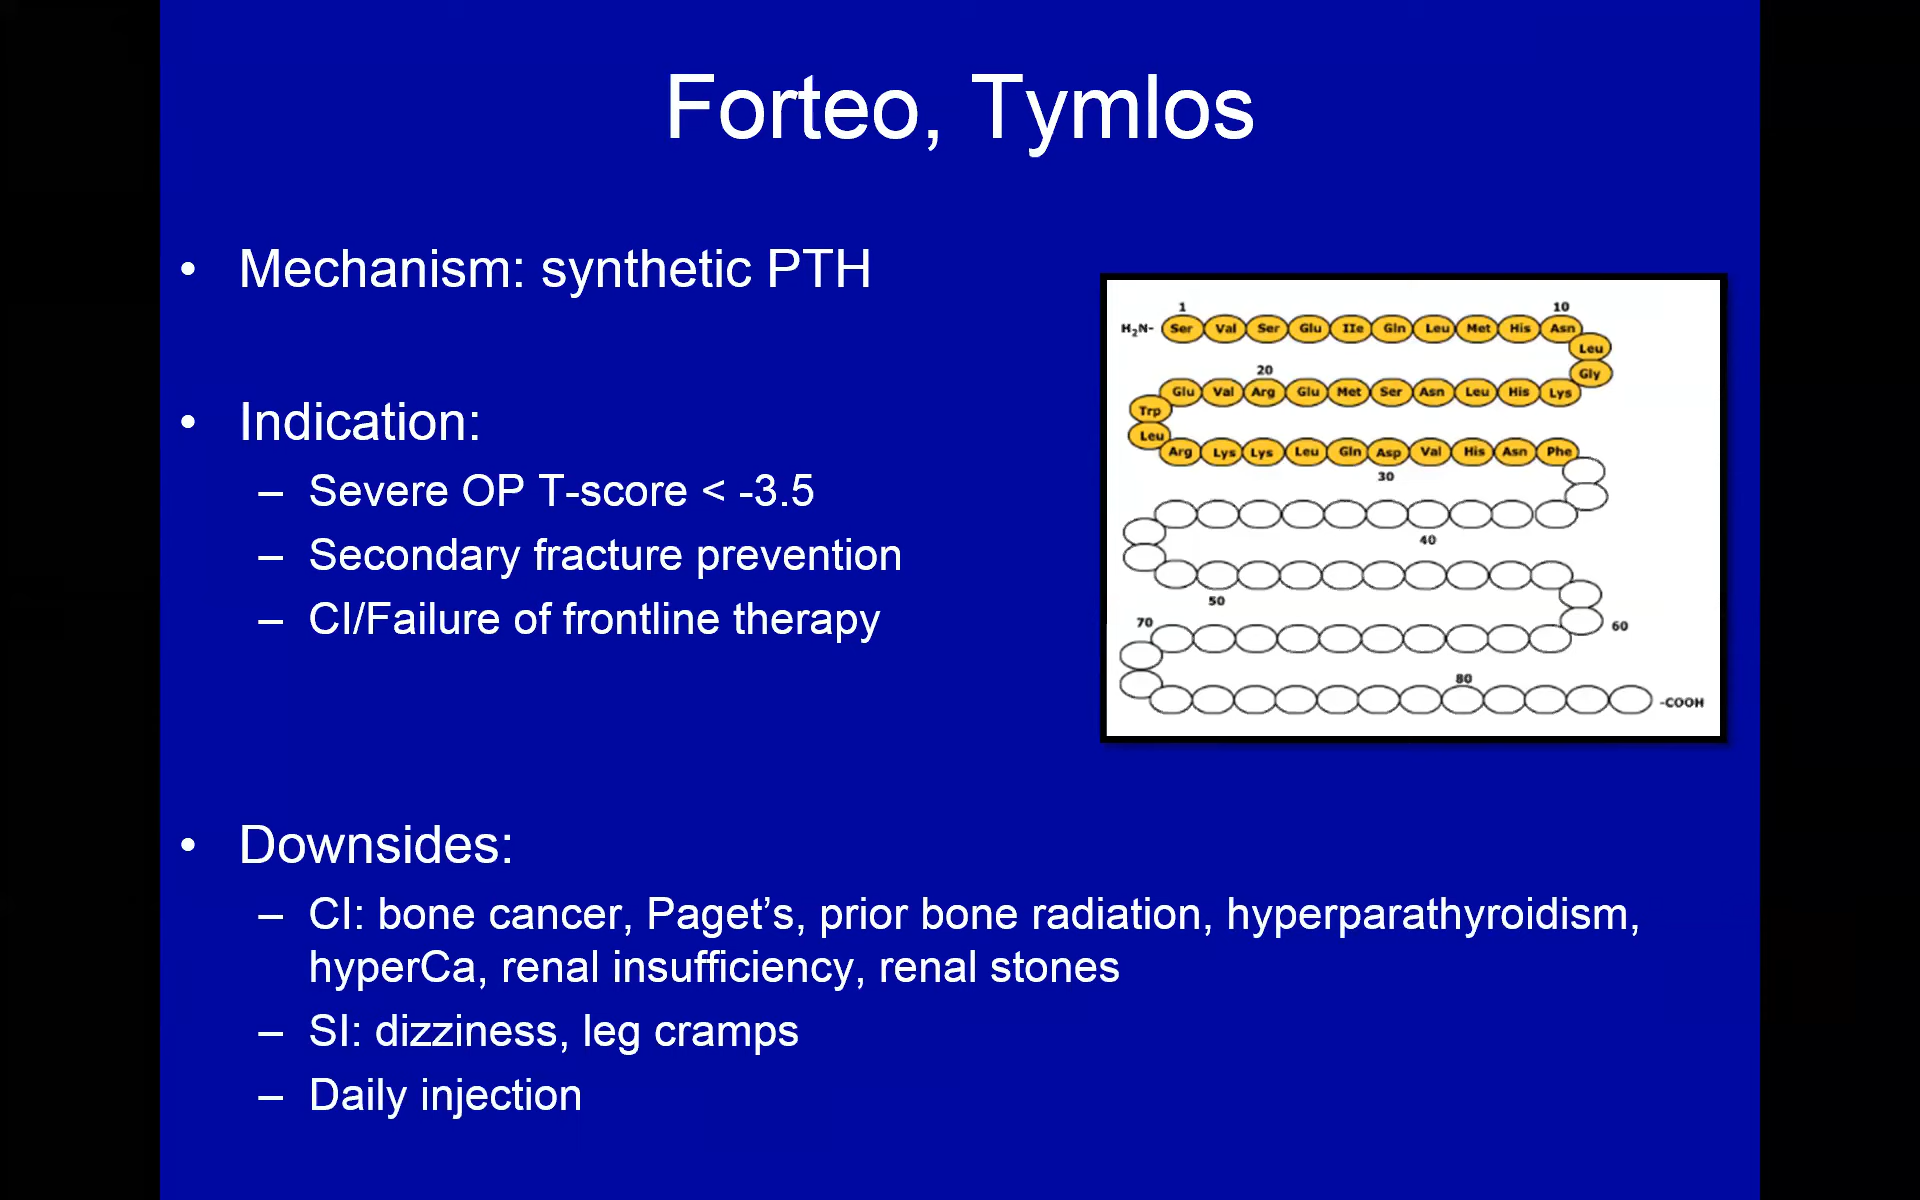 Forteo, Tymlos
• Mechanism: synthetic PTH
• Indication:
– Severe OP T-score < -3.5
– Secondary fracture prevention
– CI/Failure of frontline therapy
1 10
H2N- Ser Val Ser Glu IIe Gln Leu Met His Asn
Leu
Gly
20
Glu Val Arg Glu Met Ser Asn Leu His Lys
Trp
Leu
Arg Lys Lys Leu Gln Asp Val His Asn Phe
30
40
50
70 60
80
-COOH
• Downsides:
– CI: bone cancer, Paget’s, prior bone radiation, hyperparathyroidism,
hyperCa, renal insufficiency, renal stones
– SI: dizziness, leg cramps
– Daily injection